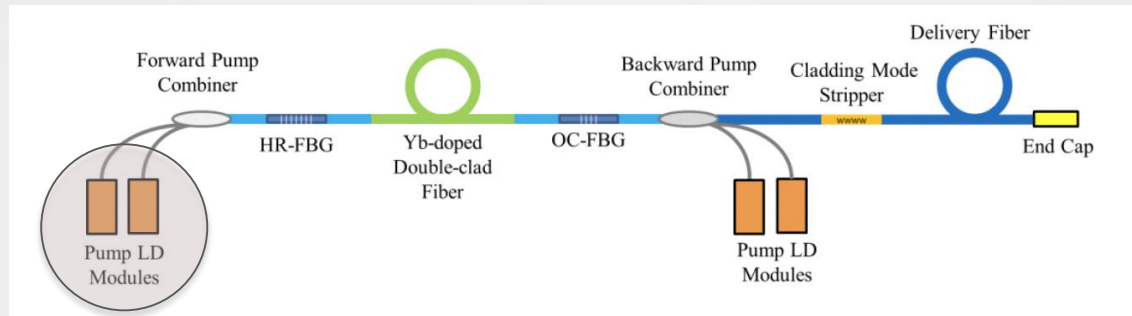 Forward Pump
Combiner
HR-FBG
Yb-doped
Double-clad
Fiber
OC-FBG
Backward Pump
Combiner
Cladding Mode
Stripper
wwww
Delivery Fiber
End Cap
Pump LD
Modules
Pump LD
Modules